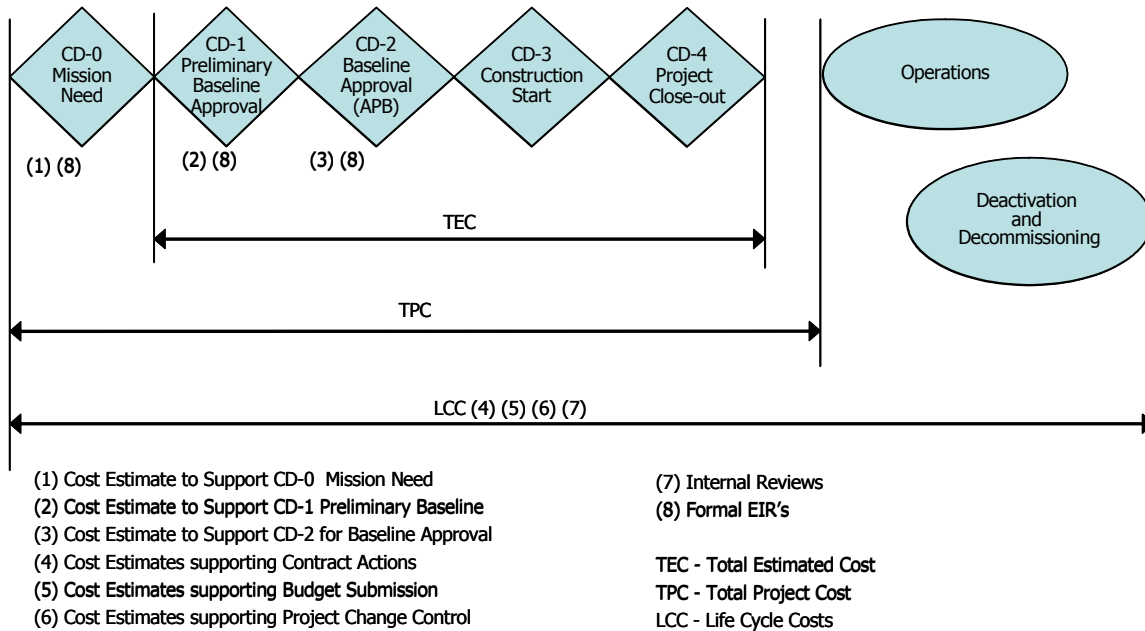 CD-0
Mission
Need
CD-1
Preliminary
Baseline
Approval
CD-2
Baseline
Approval
(APB)
CD-3
Construction
Start
CD-4
Project
Close-out
Operations
(1) (8)
(2) (8)
(3) (8)
Deactivation
and
Decommissioning
TEC
TPC
LCC (4) (5) (6) (7)
(1) Cost Estimate to Support CD-0 Mission Need
(2) Cost Estimate to Support CD-1 Preliminary Baseline
(3) Cost Estimate to Support CD-2 for Baseline Approval
(4) Cost Estimates supporting Contract Actions
(5) Cost Estimates supporting Budget Submission
(6) Cost Estimates supporting Project Change Control
(7) Internal Reviews
(8) Formal EIR's
TEC - Total Estimated Cost
TPC - Total Project Cost
LCC - Life Cycle Costs